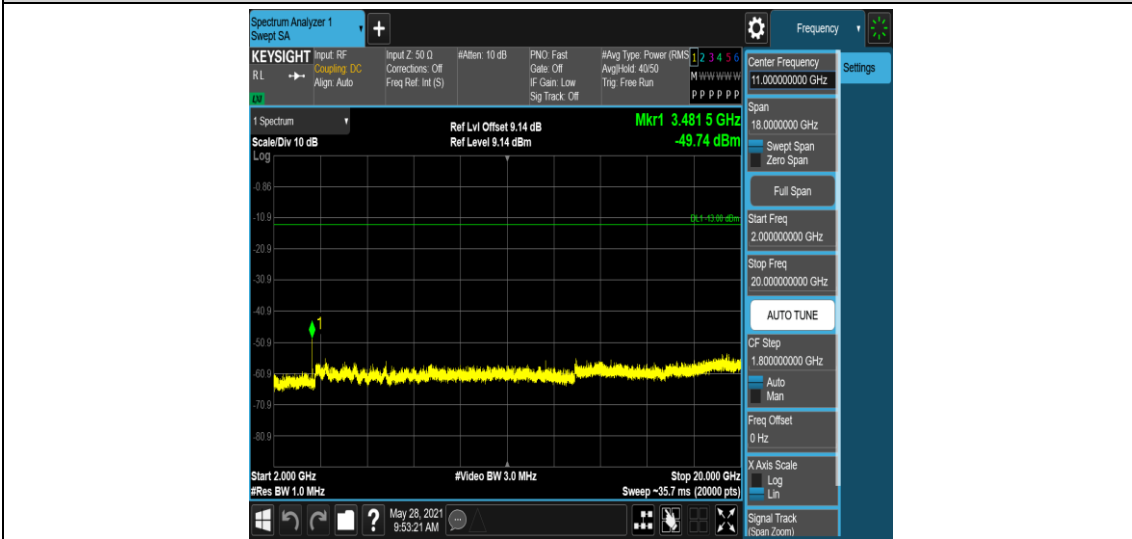 Spectrum Analyzer 1
Swept SA
+
Frequency
KEYSIGHT
RL
LXI
Input: RF
Coupling: DC
Align: Auto
Input Z: 50 Ω
Corrections: Off
Freq Ref: Int (S)
#Atten: 10 dB
PNO: Fast
Gate: Off
IF Gain: Low
Sig Track: Off
#Avg Type: Power (RMS
Avg|Hold: 40/50
Trig: Free Run
1 2 3 4 5 6
M W W W W W
P P P P P P
1 Spectrum
Scale/Div 10 dB
Log
Ref Lvl Offset 9.14 dB
Ref Level 9.14 dBm
Mkr1 3.481 5 GHz
-49.74 dBm
-0.86
-10.9
DL1 -13.00 dBm
-20.9
-30.9
-40.9
1
-50.9
-60.9
-70.9
-80.9
Start 2.000 GHz
#Res BW 1.0 MHz
#Video BW 3.0 MHz
Stop 20.000 GHz
Sweep ~35.7 ms (20000 pts)
Center Frequency
11.000000000 GHz
Settings
Span
18.0000000 GHz
Swept Span
Zero Span
Full Span
Start Freq
2.000000000 GHz
Stop Freq
20.000000000 GHz
AUTO TUNE
CF Step
1.800000000 GHz
Auto
Man
Freq Offset
0 Hz
X Axis Scale
Log
Lin
Signal Track
(Span Zoom)
?
May 28, 2021
9:53:21 AM